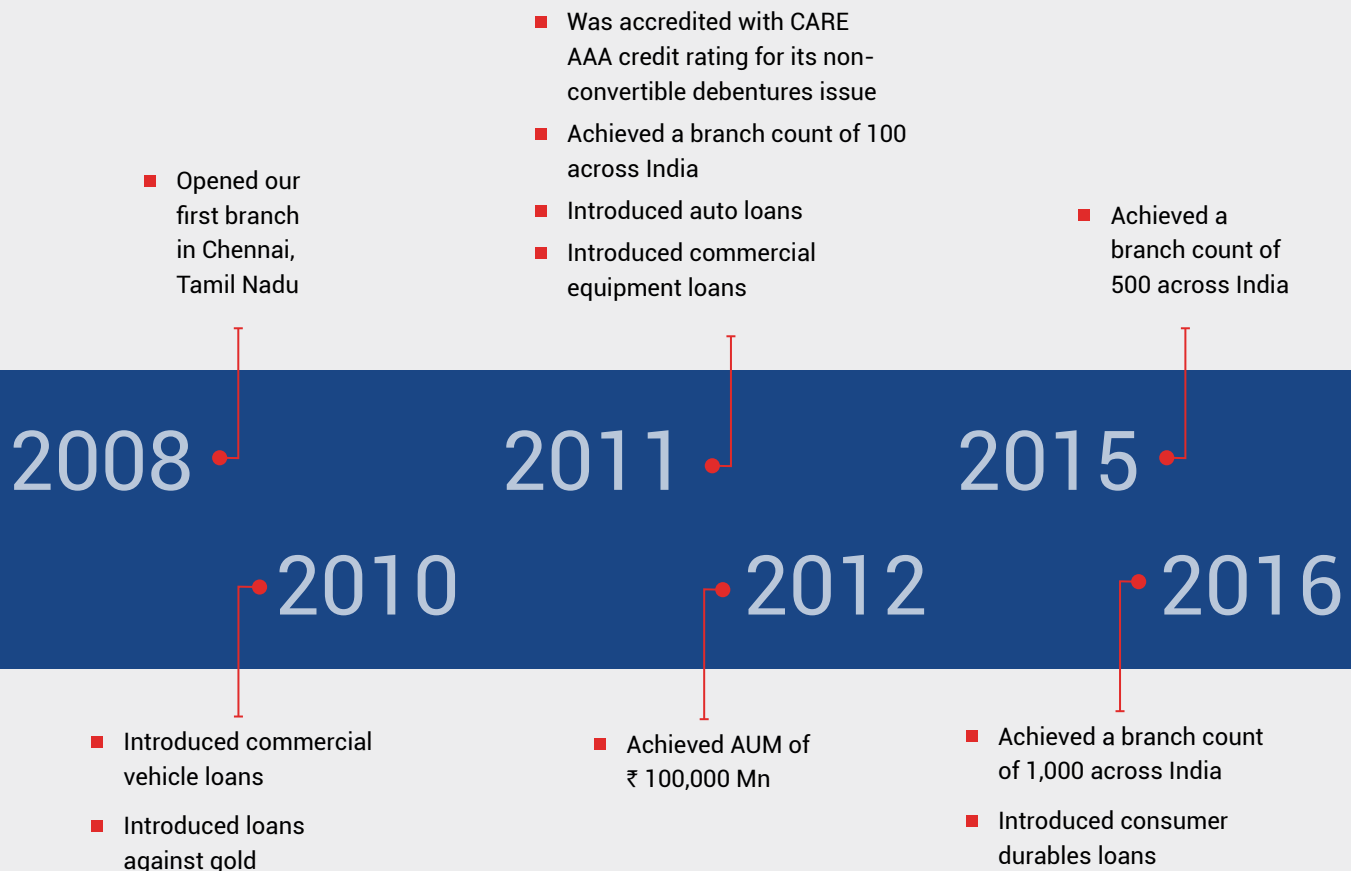 ■ Opened our
first branch
in Chennai,
Tamil Nadu
2008
■ Introduced commercial
vehicle loans
■ Introduced loans
against gold
2010
■ Was accredited with CARE
AAA credit rating for its non-
convertible debentures issue
■ Achieved a branch count of 100
across India
■ Introduced auto loans
■ Introduced commercial
equipment loans
2011
■ Achieved AUM of
₹ 100,000 Mn
2012
■ Achieved a
branch count of
500 across India
2015
■ Achieved a branch count
of 1,000 across India
■ Introduced consumer
durables loans
2016